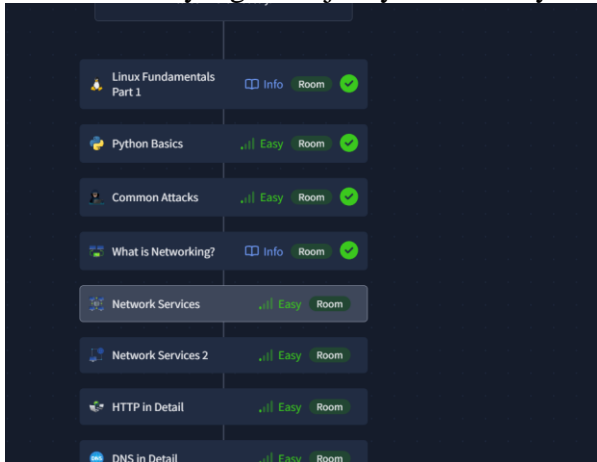 Linux Fundamentals
Part 1
Info Room
Python Basics Easy Room
Common Attacks Easy Room
What is Networking? Info Room
Network Services Easy Room
Network Services 2 Easy Room
HTTP in Detail Easy Room
DNS in Detail Easy Room